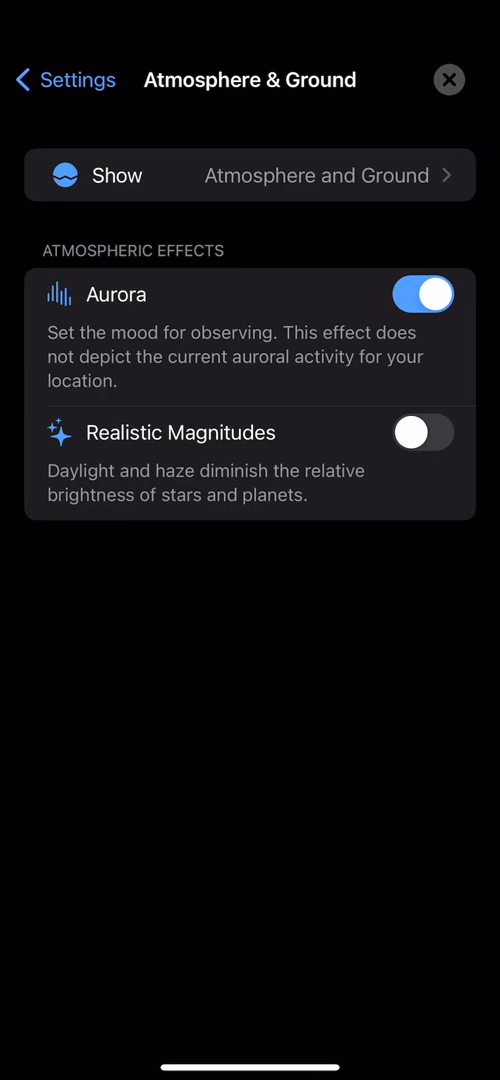 Settings
Atmosphere & Ground
Show
Atmosphere and Ground
ATMOSPHERIC EFFECTS
Aurora
Set the mood for observing. This effect does
not depict the current auroral activity for your
location.
Realistic Magnitudes
Daylight and haze diminish the relative
brightness of stars and planets.